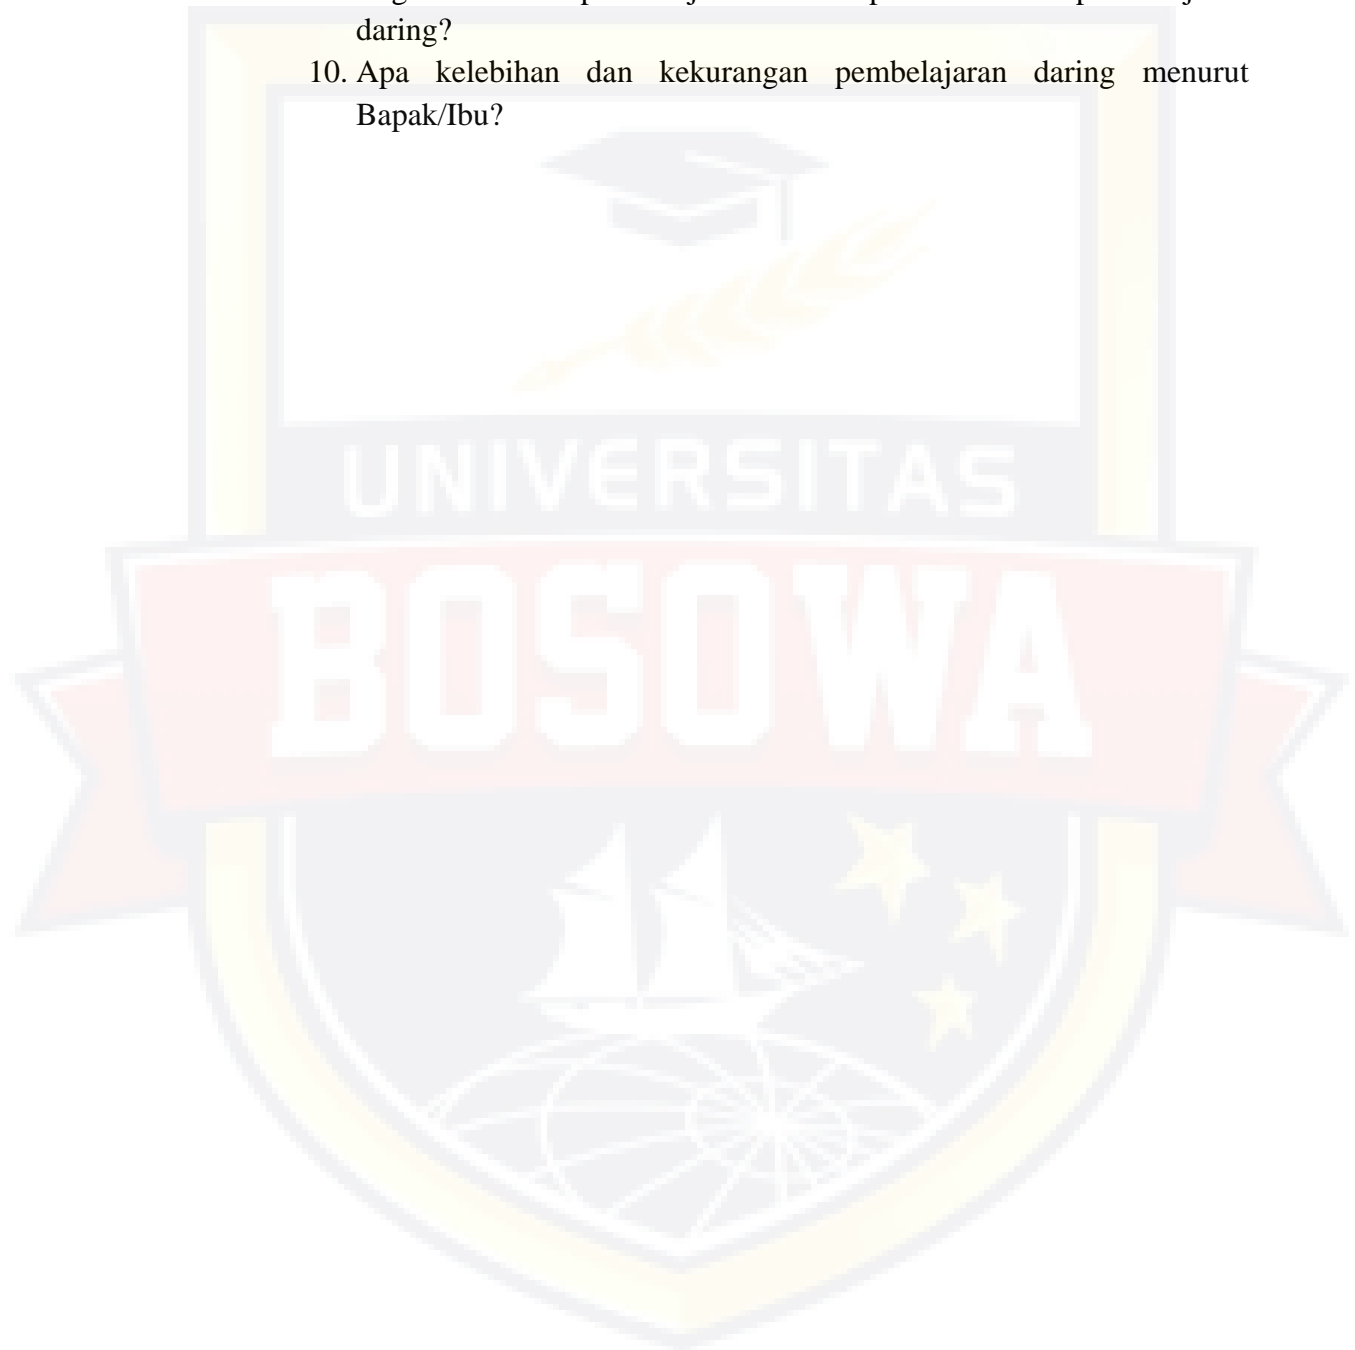 daring?
10. Apa kelebihan dan kekurangan pembelajaran daring menurut
Bapak/Ibu?
UNIVERSITAS
BOSOWA